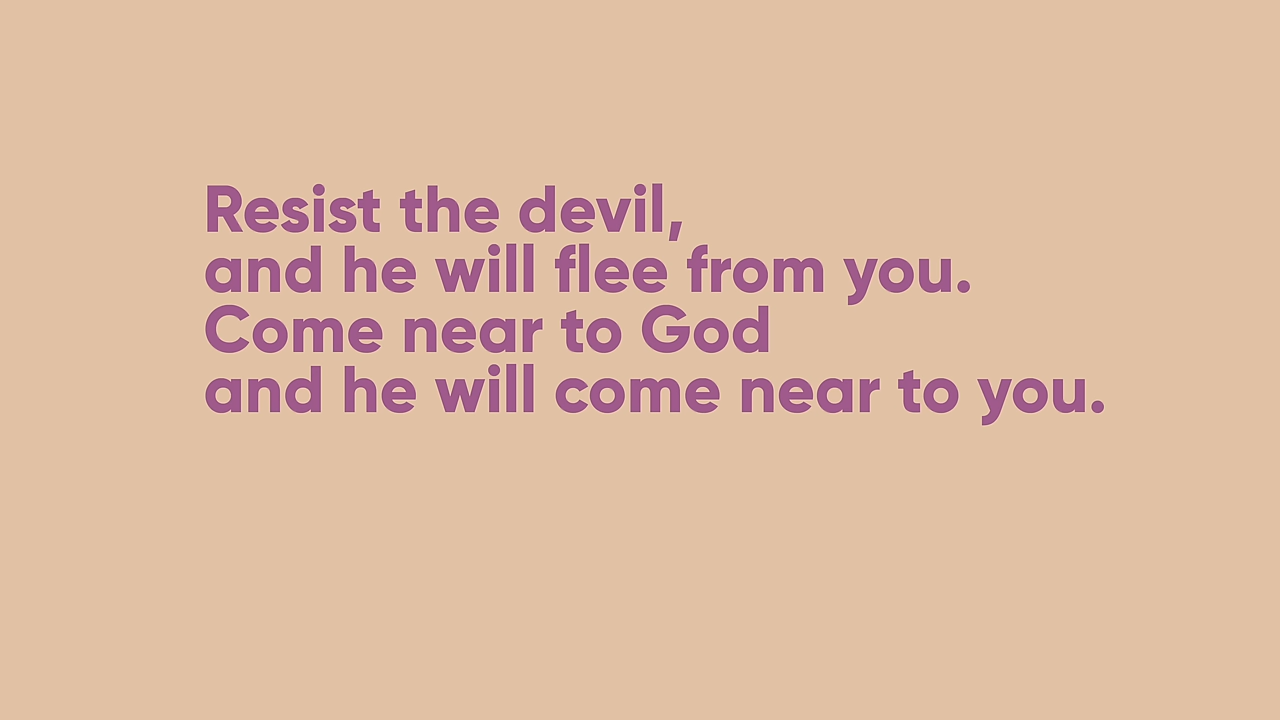 Resist the devil,
and he will flee from you.
Come near to God
and he will come near to you.